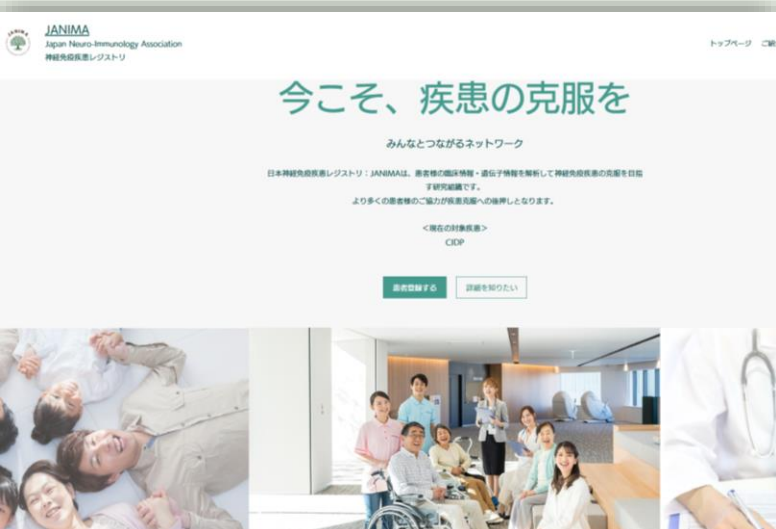 JANIMA
JANIMA
Japan Neuro-Immunology Association
神経免疫疾患レジストリ
トップページ
今こそ、疾患の克服を
みんなとつながるネットワーク
日本神経免疫疾患レジストリ：JANIMAは、患者様の臨床情報・遺伝子情報を解析して神経免疫疾患の克服を目指
す研究組織です。
より多くの患者様のご協力が疾患克服への後押しとなります。
＜現在の対象疾患＞
CIDP
患者登録する
詳細を知りたい